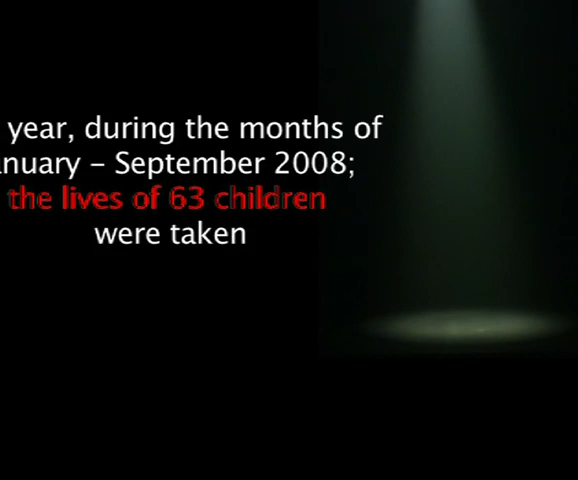 year, during the months of
anuary – September 2008;
the lives of 63 children
were taken